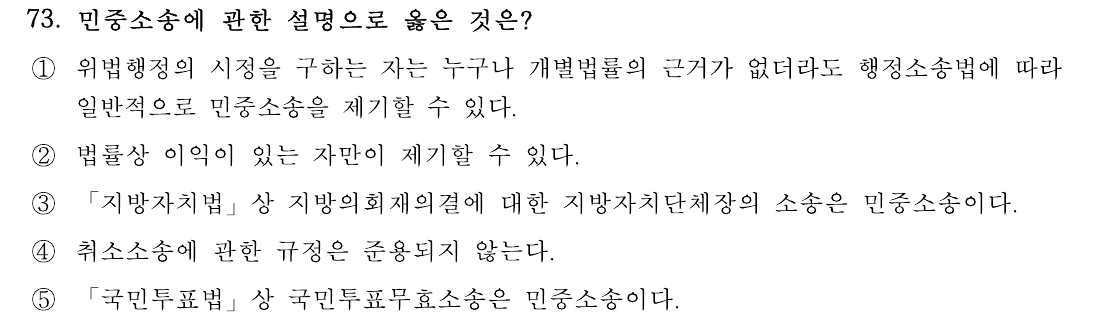 73. 민중소송에 관한 설명으로 옳은 것은?
① 위법행정의 시정을 구하는 자는 누구나 개별법률의 근거가 없더라도 행정소송법에 따라
일반적으로 민중소송을 제기할 수 있다.
② 법률상 이익이 있는 자만이 제기할 수 있다.
③ 「지방자치법」상 지방의회재의결에 대한 지방자치단체장의 소송은 민중소송이다.
④ 취소소송에 관한 규정은 준용되지 않는다.
⑤ 「국민투표법」상 국민투표무효소송은 민중소송이다.